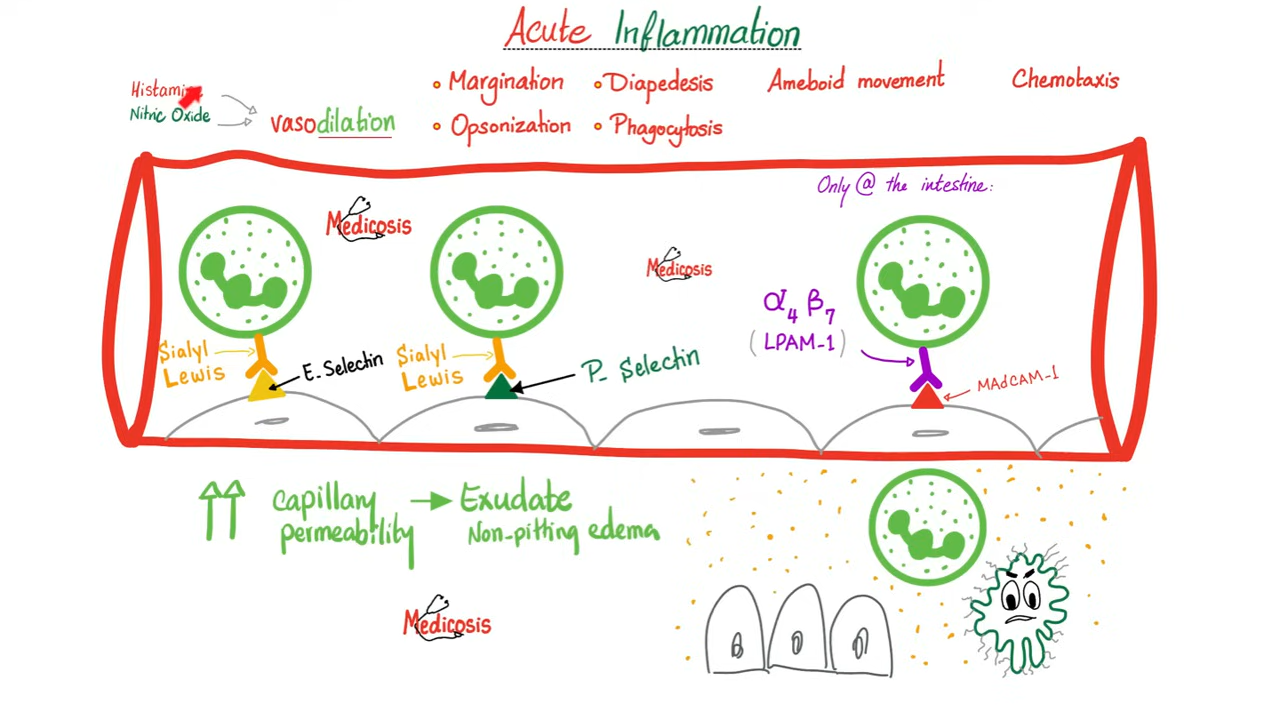 Acute Inflammation
Histamine
Nitric Oxide
vasodilation
• Margination
• Diapedesis
Ameboid movement
Chemotaxis
• Opsonization
• Phagocytosis
Only @ the intestine:
Medicosis
Medicosis
α4 β7
(LPAM-1)
Sialyl
Lewis
E-Selectin
Sialyl
Lewis
P- Selectin
MAdCAM-1
Capillary
permeability
Exudate
Non-pitting edema
Medicosis